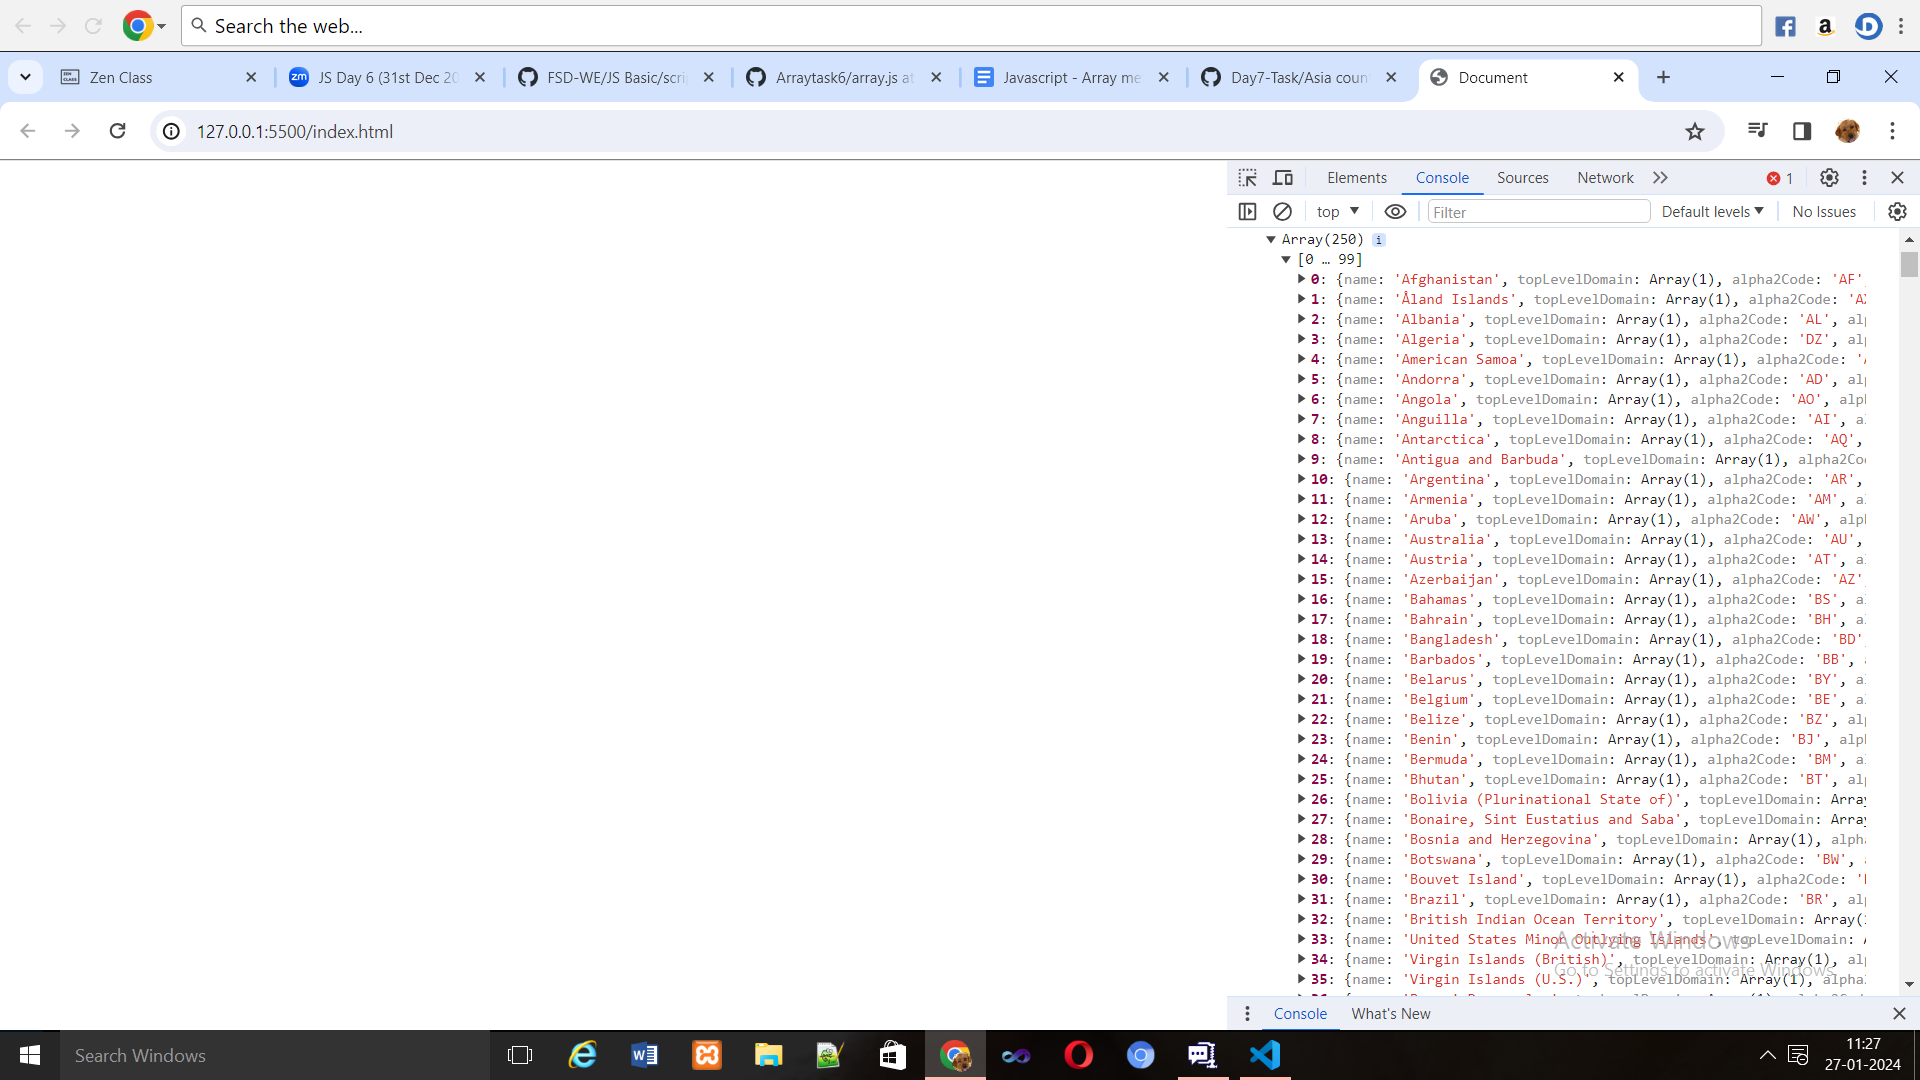 Search the web...
Zen Class
JS Day 6 (31st Dec 20
FSD-WE/JS Basic/scri
Arraytask6/array.js at
Javascript - Array me
Day7-Task/Asia coun
Document
127.0.0.1:5500/index.html
Elements Console Sources Network 1
top Filter Default levels No Issues
Array(250) i
[0 … 99]
0: {name: 'Afghanistan', topLevelDomain: Array(1), alpha2Code: 'AF'
1: {name: 'Åland Islands', topLevelDomain: Array(1), alpha2Code: 'AX
2: {name: 'Albania', topLevelDomain: Array(1), alpha2Code: 'AL', alp
3: {name: 'Algeria', topLevelDomain: Array(1), alpha2Code: 'DZ', alp
4: {name: 'American Samoa', topLevelDomain: Array(1), alpha2Code: '
5: {name: 'Andorra', topLevelDomain: Array(1), alpha2Code: 'AD', alp
6: {name: 'Angola', topLevelDomain: Array(1), alpha2Code: 'AO', alph
7: {name: 'Anguilla', topLevelDomain: Array(1), alpha2Code: 'AI', a
8: {name: 'Antarctica', topLevelDomain: Array(1), alpha2Code: 'AQ',
9: {name: 'Antigua and Barbuda', topLevelDomain: Array(1), alpha2Co
10: {name: 'Argentina', topLevelDomain: Array(1), alpha2Code: 'AR',
11: {name: 'Armenia', topLevelDomain: Array(1), alpha2Code: 'AM', a
12: {name: 'Aruba', topLevelDomain: Array(1), alpha2Code: 'AW', alph
13: {name: 'Australia', topLevelDomain: Array(1), alpha2Code: 'AU',
14: {name: 'Austria', topLevelDomain: Array(1), alpha2Code: 'AT', a
15: {name: 'Azerbaijan', topLevelDomain: Array(1), alpha2Code: 'AZ'
16: {name: 'Bahamas', topLevelDomain: Array(1), alpha2Code: 'BS', a
17: {name: 'Bahrain', topLevelDomain: Array(1), alpha2Code: 'BH', a
18: {name: 'Bangladesh', topLevelDomain: Array(1), alpha2Code: 'BD'
19: {name: 'Barbados', topLevelDomain: Array(1), alpha2Code: 'BB',
20: {name: 'Belarus', topLevelDomain: Array(1), alpha2Code: 'BY', a
21: {name: 'Belgium', topLevelDomain: Array(1), alpha2Code: 'BE', a
22: {name: 'Belize', topLevelDomain: Array(1), alpha2Code: 'BZ', alp
23: {name: 'Benin', topLevelDomain: Array(1), alpha2Code: 'BJ', alph
24: {name: 'Bermuda', topLevelDomain: Array(1), alpha2Code: 'BM', a
25: {name: 'Bhutan', topLevelDomain: Array(1), alpha2Code: 'BT', alp
26: {name: 'Bolivia (Plurinational State of)', topLevelDomain: Array
27: {name: 'Bonaire, Sint Eustatius and Saba', topLevelDomain: Array
28: {name: 'Bosnia and Herzegovina', topLevelDomain: Array(1), alpha
29: {name: 'Botswana', topLevelDomain: Array(1), alpha2Code: 'BW',
30: {name: 'Bouvet Island', topLevelDomain: Array(1), alpha2Code: '
31: {name: 'Brazil', topLevelDomain: Array(1), alpha2Code: 'BR', alp
32: {name: 'British Indian Ocean Territory', topLevelDomain: Array(1
33: {name: 'United States Minor Outlying Islands', topLevelDomain:
34: {name: 'Virgin Islands (British)', topLevelDomain: Array(1), alp
35: {name: 'Virgin Islands (U.S.)', topLevelDomain: Array(1), alpha
Activate Windows
Go to Settings to activate Windows.
Console What's New
Search Windows
11:27
27-01-2024